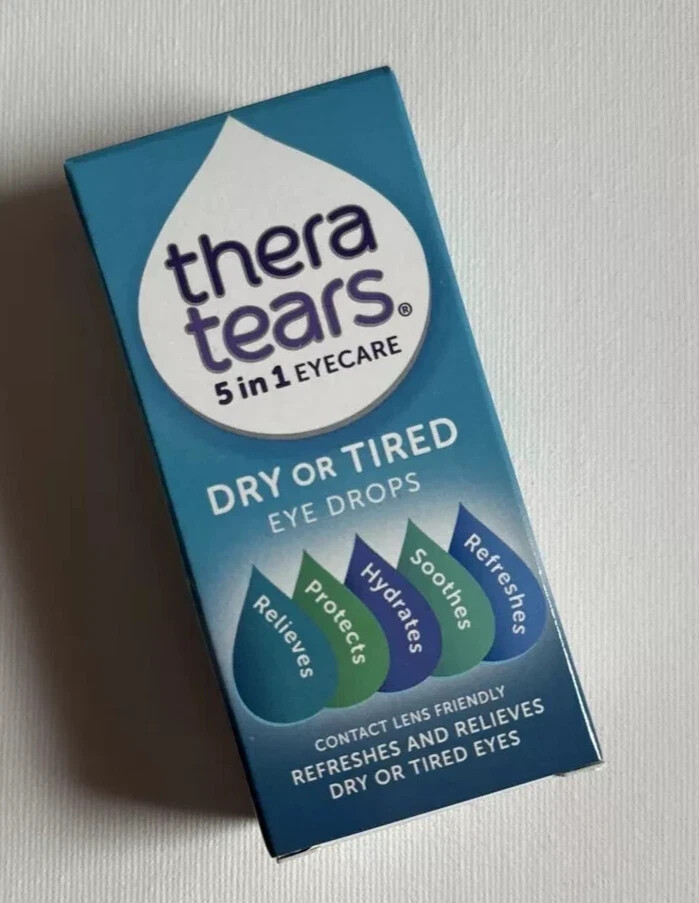 thera
tears®
5 in 1 EYECARE
DRY OR TIRED
EYE DROPS
Relieves
Protects
Hydrates
Soothes
Refreshes
CONTACT LENS FRIENDLY
REFRESHES AND RELIEVES
DRY OR TIRED EYES